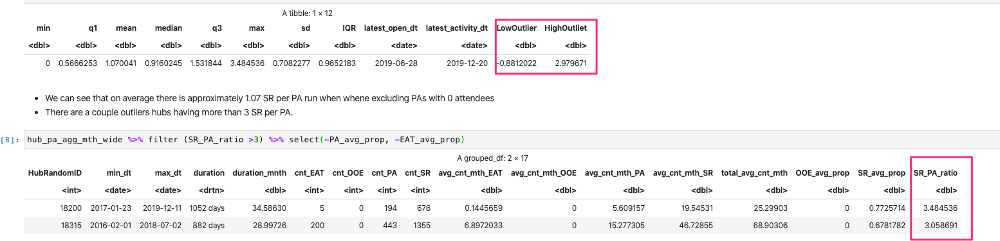 A tibble: 1 × 12
min q1 mean median q3 max sd IQR latest_open_dt latest_activity_dt LowOutlier HighOutliet
<dbl> <dbl> <dbl> <dbl> <dbl> <dbl> <dbl> <dbl> <date> <date> <dbl> <dbl>
0 0.5666253 1.070041 0.9160245 1.531844 3.484536 0.7082277 0.9652183 2019-06-28 2019-12-20 -0.8812022 2.979671
• We can see that on average there is approximately 1.07 SR per PA run when whene excluding PAs with 0 attendees
• There are a couple outliers hubs having more than 3 SR per PA.
[8]: hub_pa_agg_mth_wide %>% filter (SR_PA_ratio >3) %>% select(-PA_avg_prop, -EAT_avg_prop)
A grouped_df: 2 × 17
HubRandomID min_dt max_dt duration duration_mnth cnt_EAT cnt_OOE cnt_PA cnt_SR avg_cnt_mth_EAT avg_cnt_mth_OOE avg_cnt_mth_PA avg_cnt_mth_SR total_avg_cnt_mth OOE_avg_prop SR_avg_prop SR_PA_ratio
<int> <date> <date> <drtn> <dbl> <int> <int> <int> <int> <dbl> <dbl> <dbl> <dbl> <dbl> <dbl> <dbl> <dbl>
18200 2017-01-23 2019-12-11 1052 days 34.58630 5 0 194 676 0.1445659 0 5.609157 19.54531 25.29903 0 0.7725714 3.484536
18315 2016-02-01 2018-07-02 882 days 28.99726 200 0 443 1355 6.8972033 0 15.277305 46.72855 68.90306 0 0.6781782 3.058691